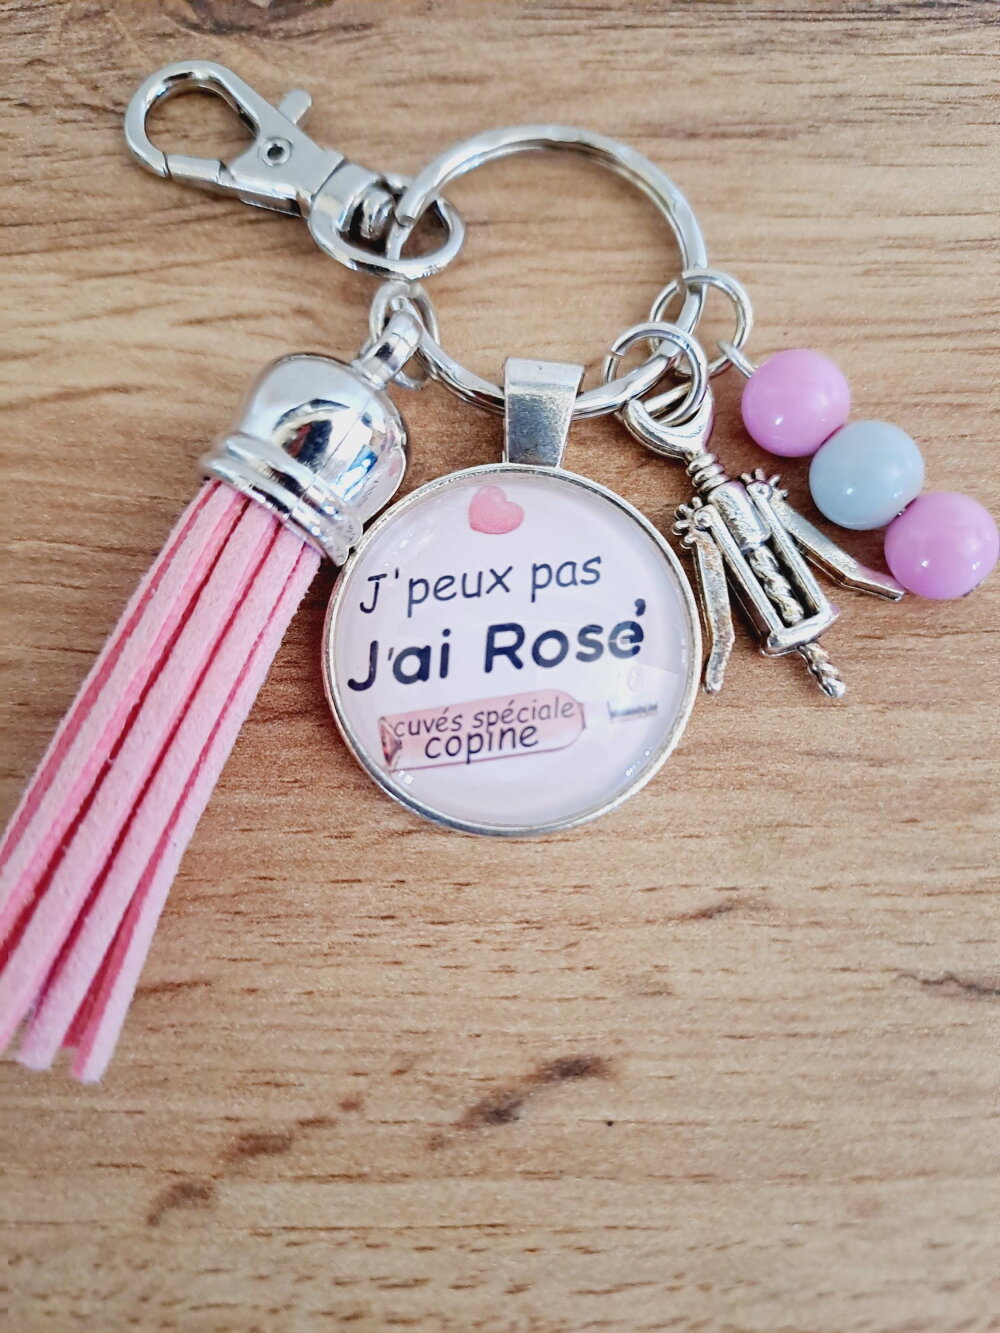 J'peux pas
J'ai Rosé
cuvés spéciale
copine